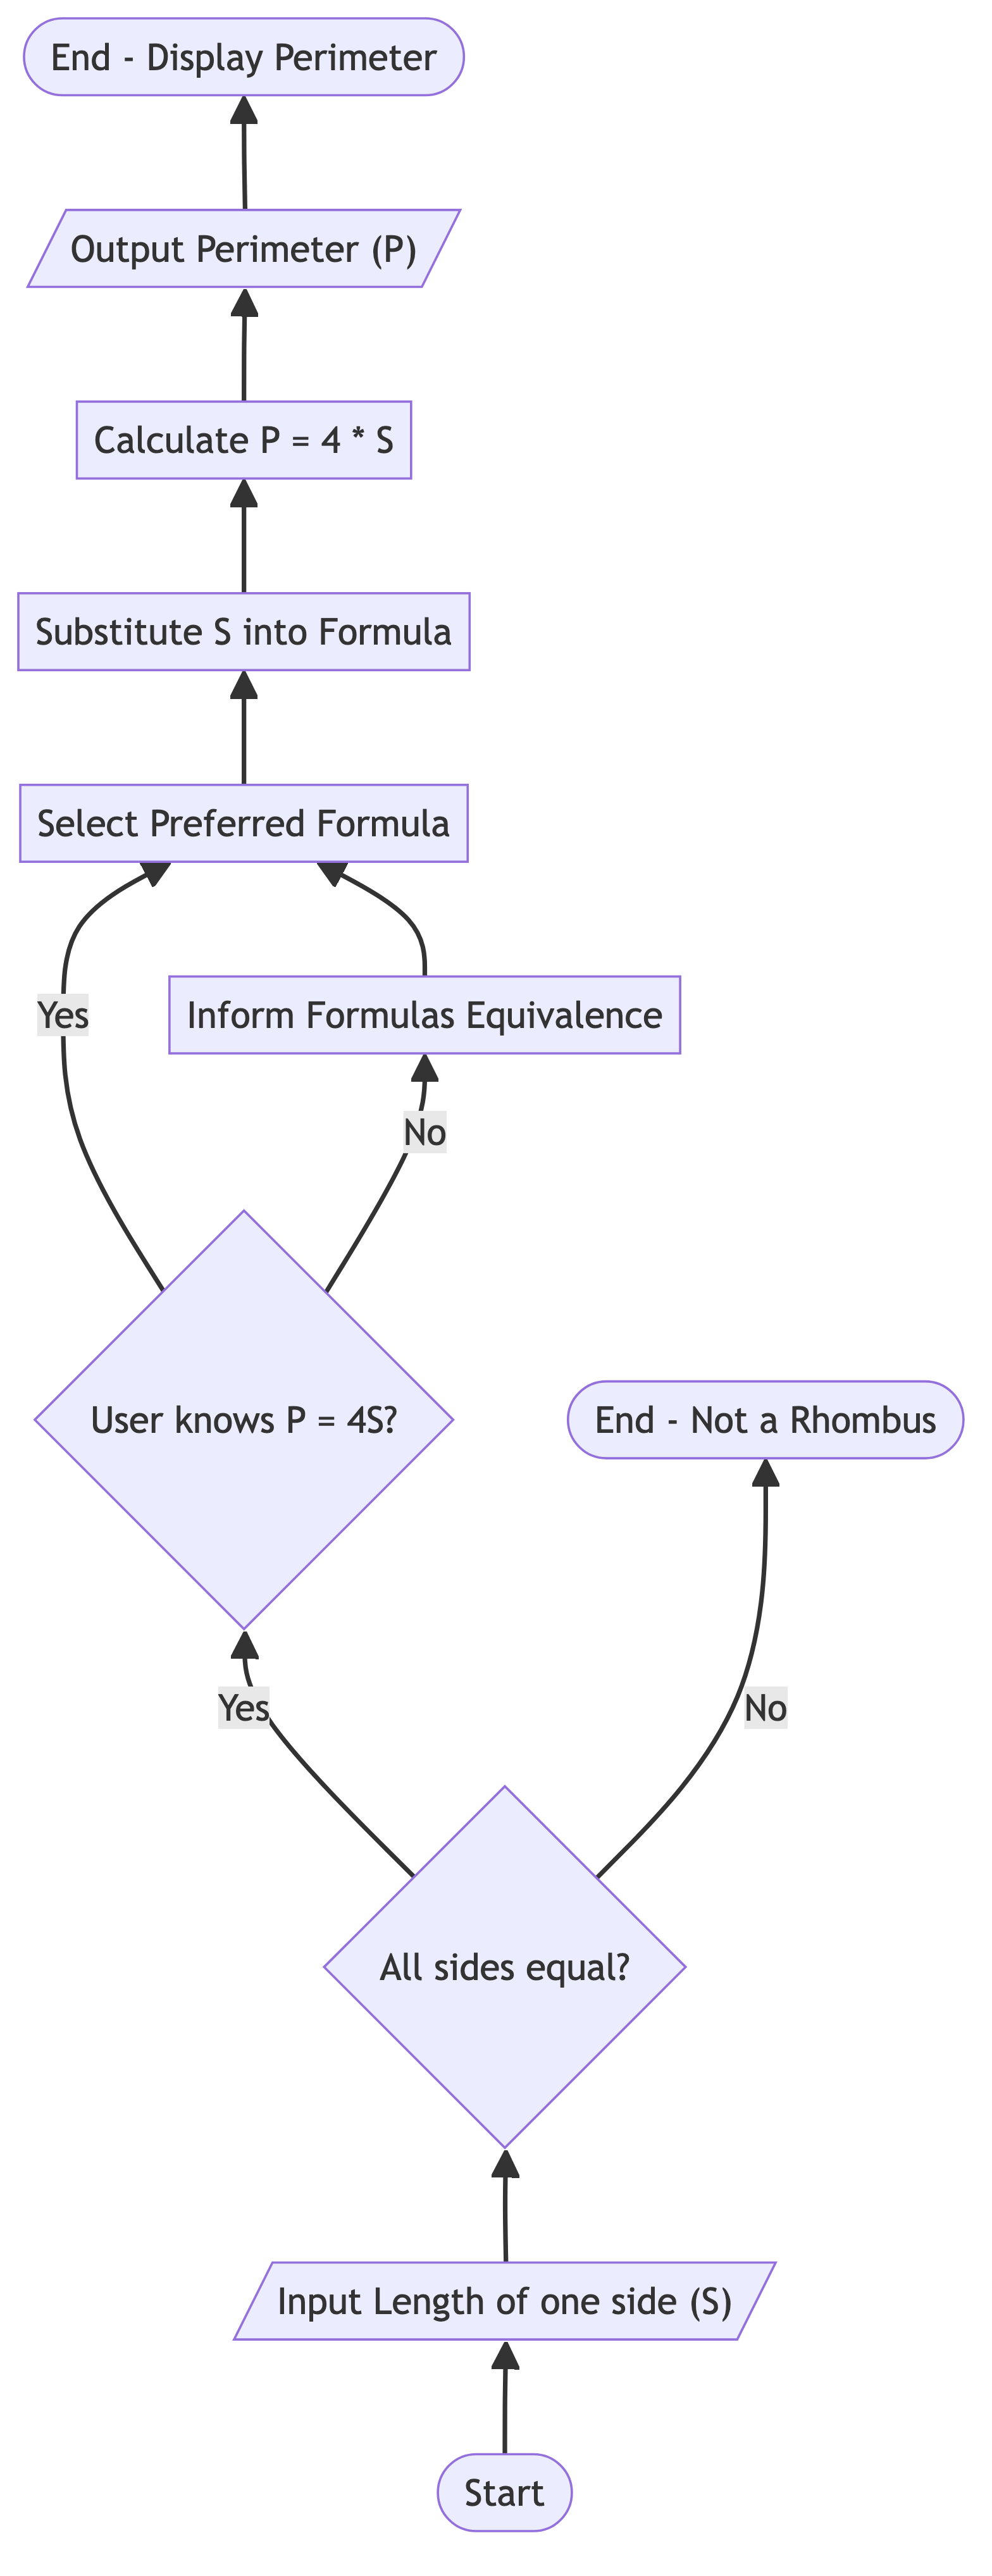 End - Display Perimeter
Output Perimeter (P)
Calculate P = 4 * S
Substitute S into Formula
Select Preferred Formula
Yes
Inform Formulas Equivalence
No
User knows P = 4S?
End - Not a Rhombus
Yes
No
All sides equal?
Input Length of one side (S)
Start